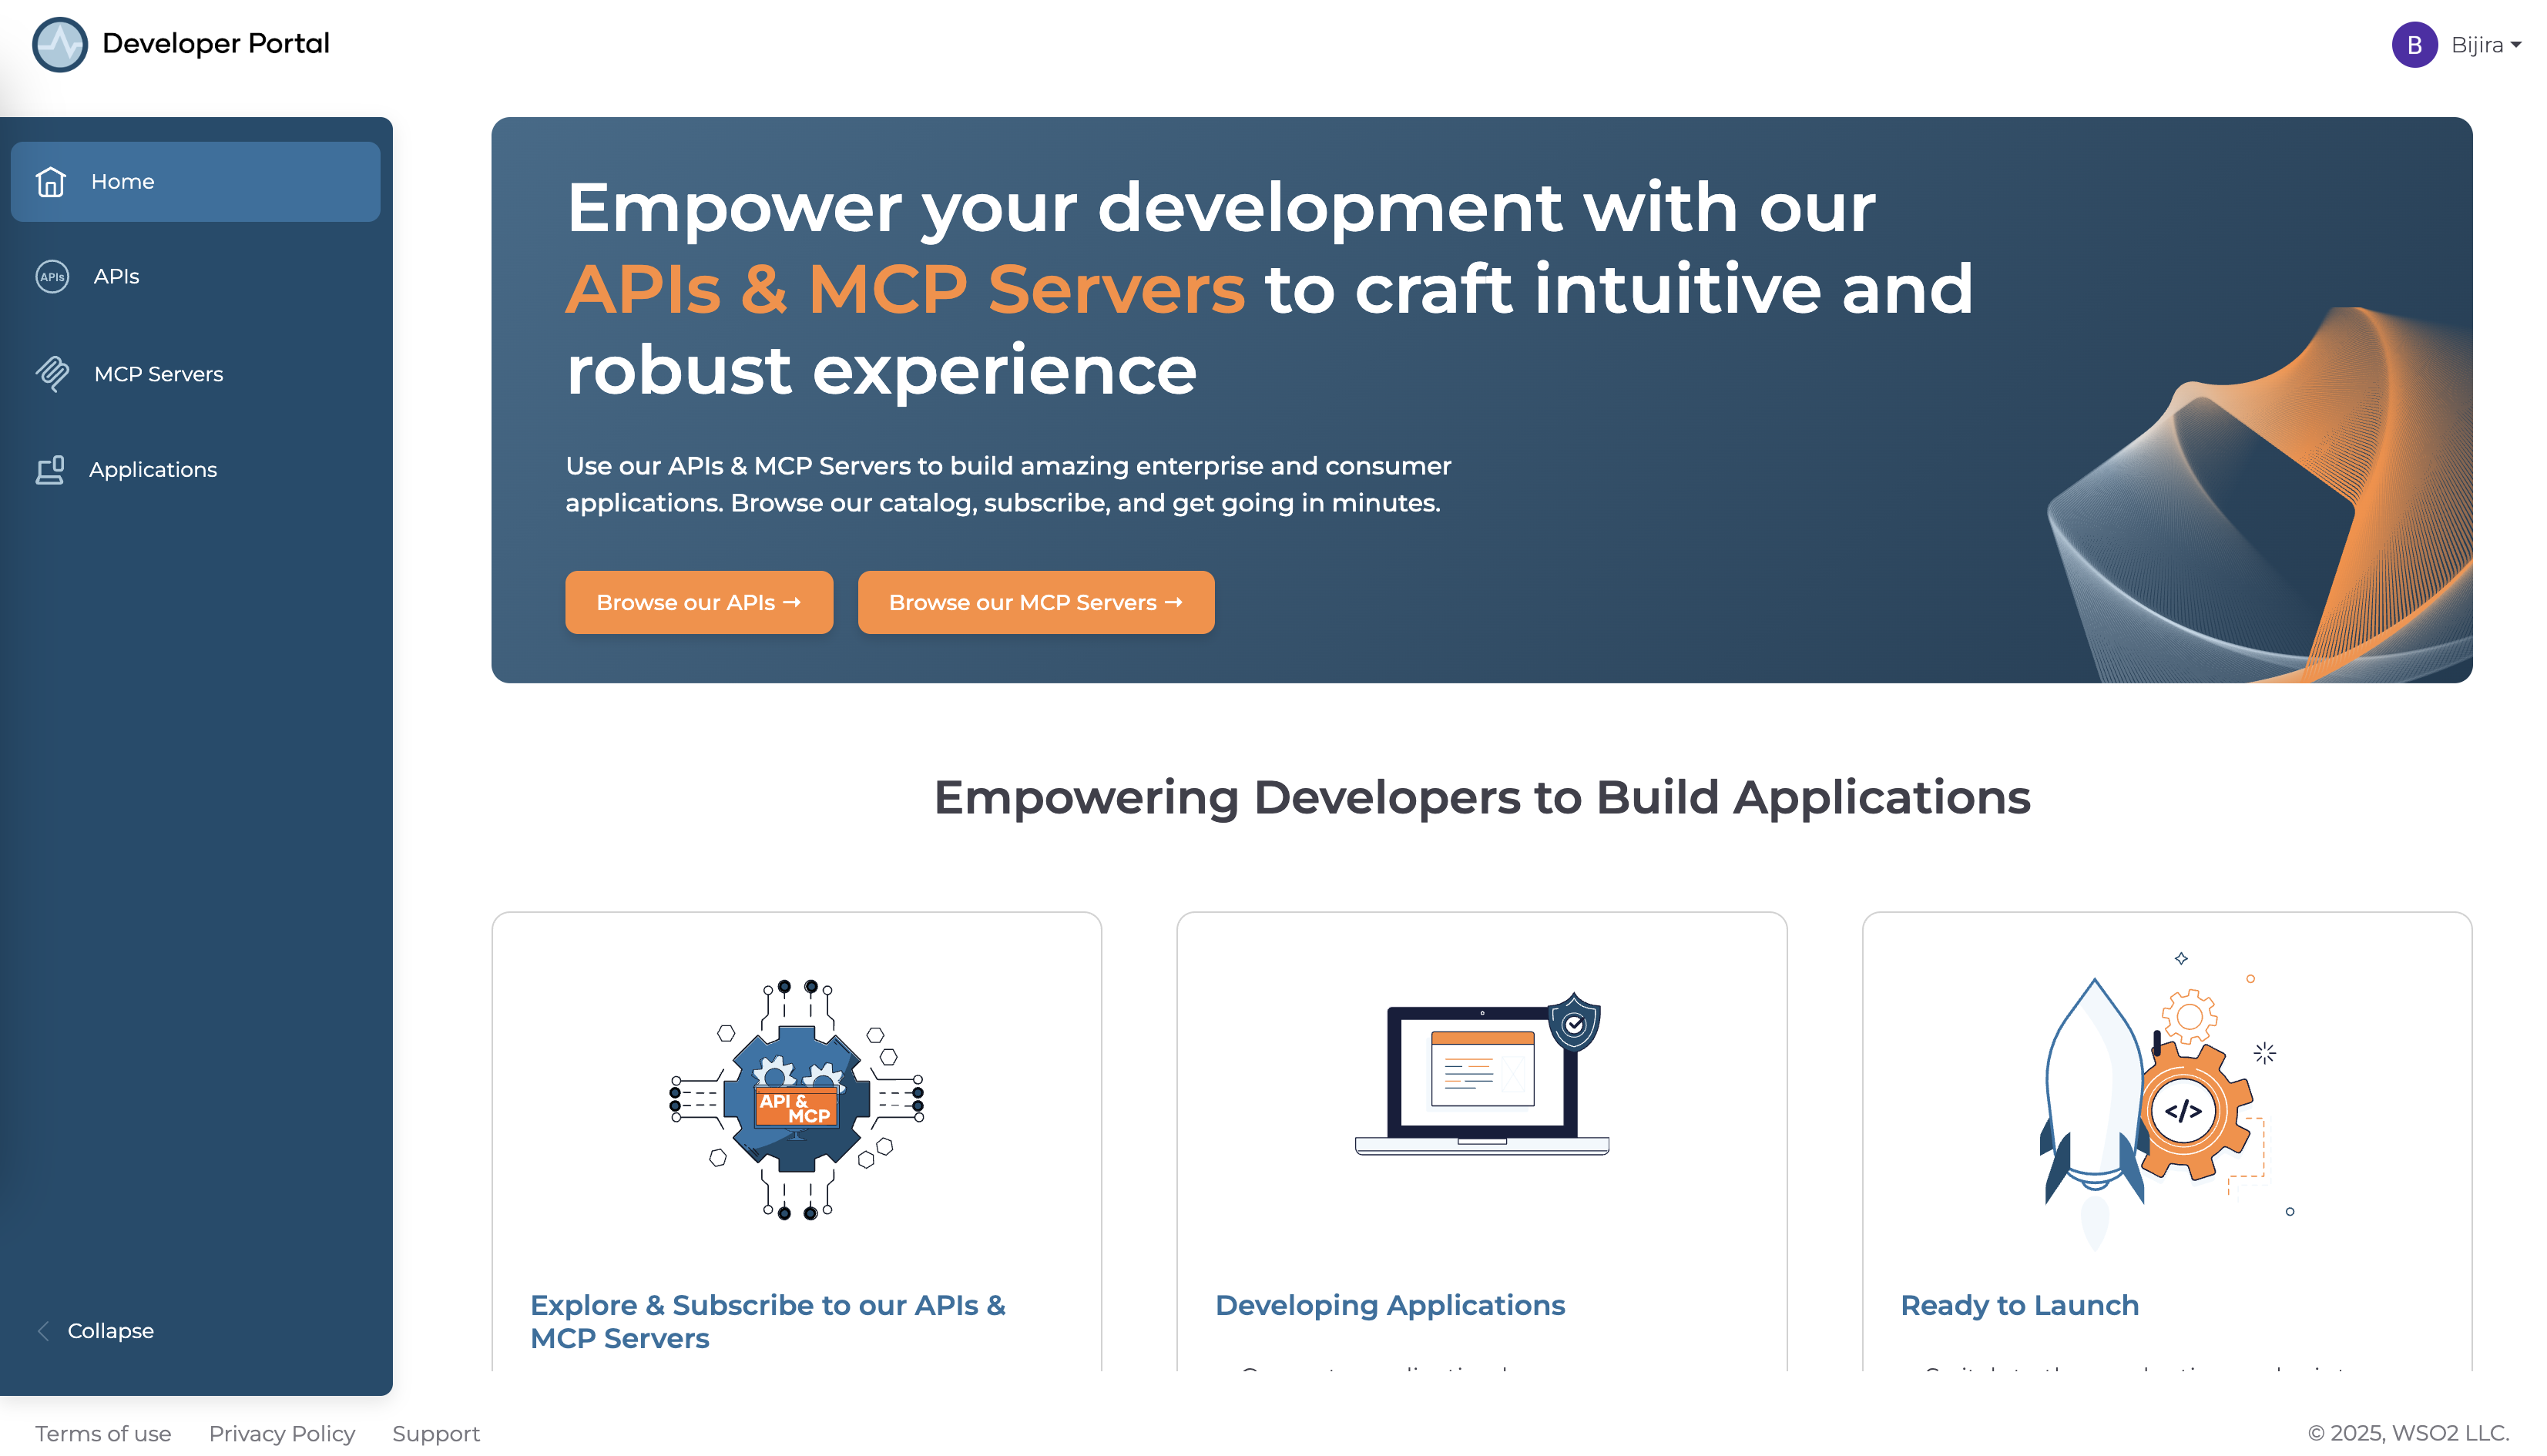 Developer Portal
B
Bijira
Home
APIs
APIs
MCP Servers
Applications
Collapse
Empower your development with our
APIs & MCP Servers to craft intuitive and
robust experience
Use our APIs & MCP Servers to build amazing enterprise and consumer
applications. Browse our catalog, subscribe, and get going in minutes.
Browse our APIs →
Browse our MCP Servers →
Empowering Developers to Build Applications
API &
MCP
</>
Explore & Subscribe to our APIs &
MCP Servers
Developing Applications
Ready to Launch
Terms of use
Privacy Policy
Support
© 2025, WSO2 LLC.